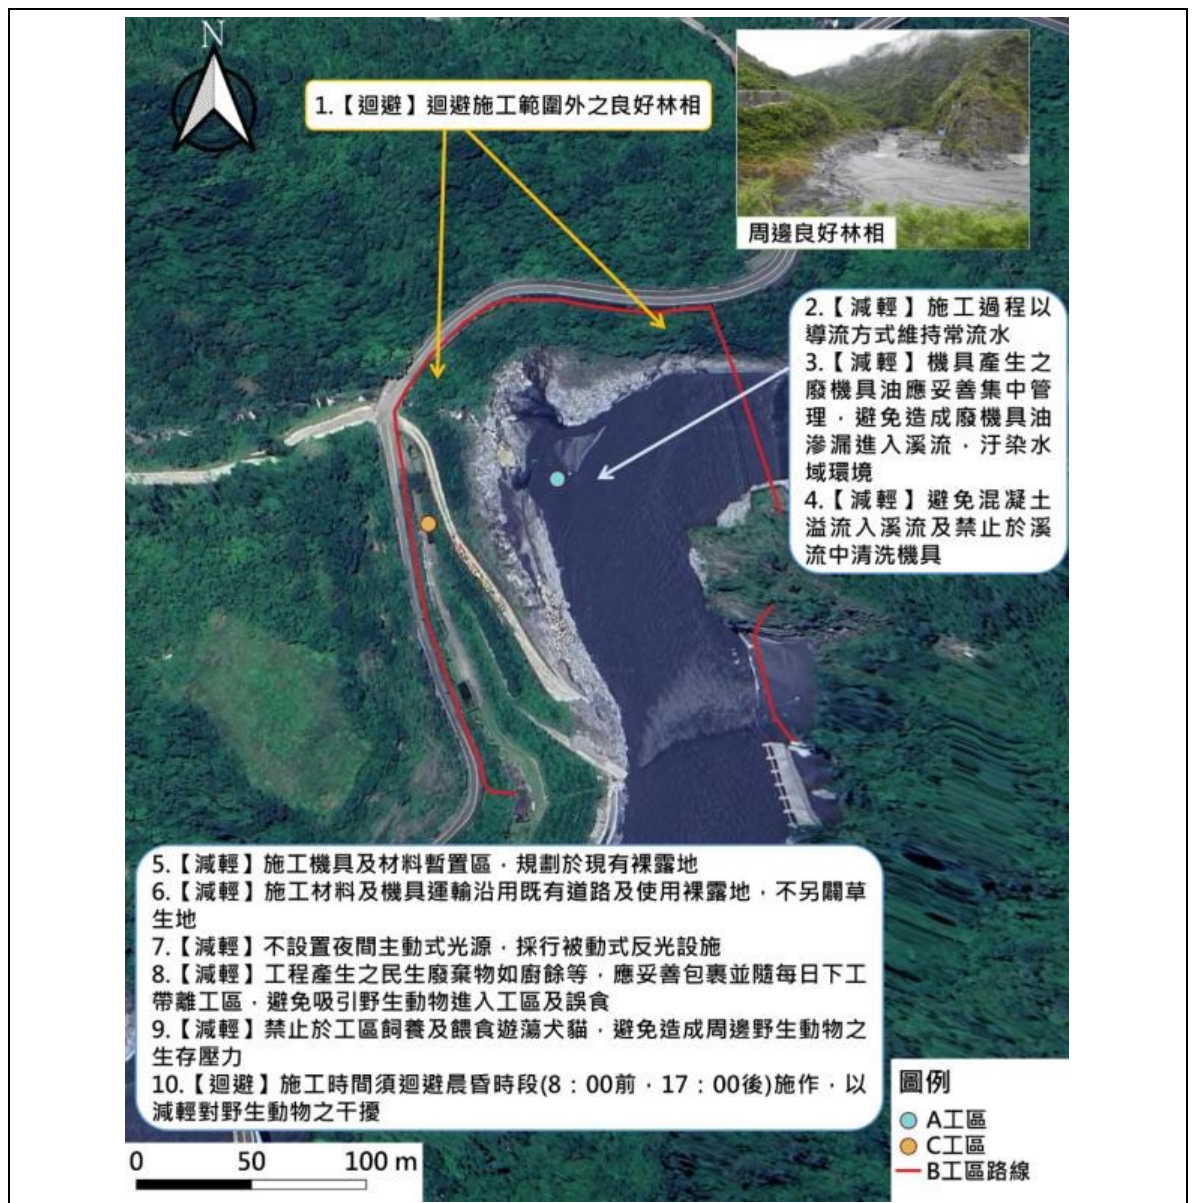 N
1.【迴避】迴避施工範圍外之良好林相
周邊良好林相
2.【減輕】施工過程以
導流方式維持常流水
3.【減輕】機具產生之
廢機具油應妥善集中管
理，避免造成廢機具油
滲漏進入溪流，汙染水
域環境
4.【減輕】避免混凝土
溢流入溪流及禁止於溪
流中清洗機具
5.【減輕】施工機具及材料暫置區，規劃於現有裸露地
6.【減輕】施工材料及機具運輸沿用既有道路及使用裸露地，不另闢草
生地
7.【減輕】不設置夜間主動式光源，採行被動式反光設施
8.【減輕】工程產生之民生廢棄物如廚餘等，應妥善包裹並隨每日下工
帶離工區，避免吸引野生動物進入工區及誤食
9.【減輕】禁止於工區飼養及餵食遊蕩犬貓，避免造成周邊野生動物之
生存壓力
10.【迴避】施工時間須迴避晨昏時段(8：00前，17：00後)施作，以
減輕對野生動物之干擾
圖例
A工區
C工區
B工區路線
0 50 100 m